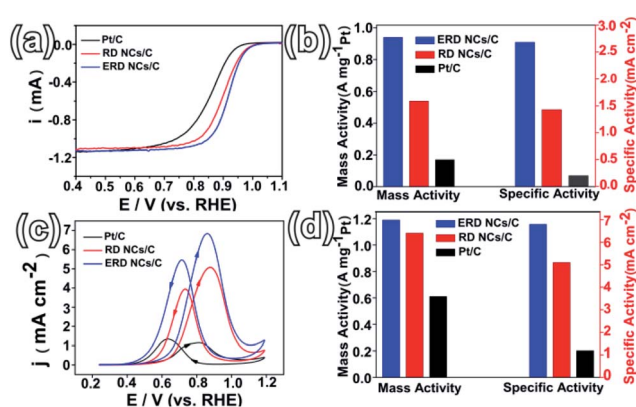 (a)
Pt/C
RD NCs/C
ERD NCs/C
i (mA)
0.0
-0.4
-0.8
-1.2
0.4 0.5 0.6 0.7 0.8 0.9 1.0 1.1
E / V (vs. RHE)
(b)
ERD NCs/C
RD NCs/C
Pt/C
Mass Activity(A mg-1Pt)
1.0
0.8
0.6
0.4
0.2
0.0
Mass Activity Specific Activity
3.0
2.5
2.0
1.5
1.0
0.5
0.0
Specific Activity(mA cm-2)
(c)
Pt/C
RD NCs/C
ERD NCs/C
j (mA cm-2)
7
6
5
4
3
2
1
0
0.2 0.4 0.6 0.8 1.0 1.2
E / V (vs. RHE)
(d)
ERD NCs/C
RD NCs/C
Pt/C
Mass Activity(A mg-1Pt)
1.2
1.0
0.8
0.6
0.4
0.2
0.0
Mass Activity Specific Activity
7
6
5
4
3
2
1
0
Specific Activity(mA cm-2)